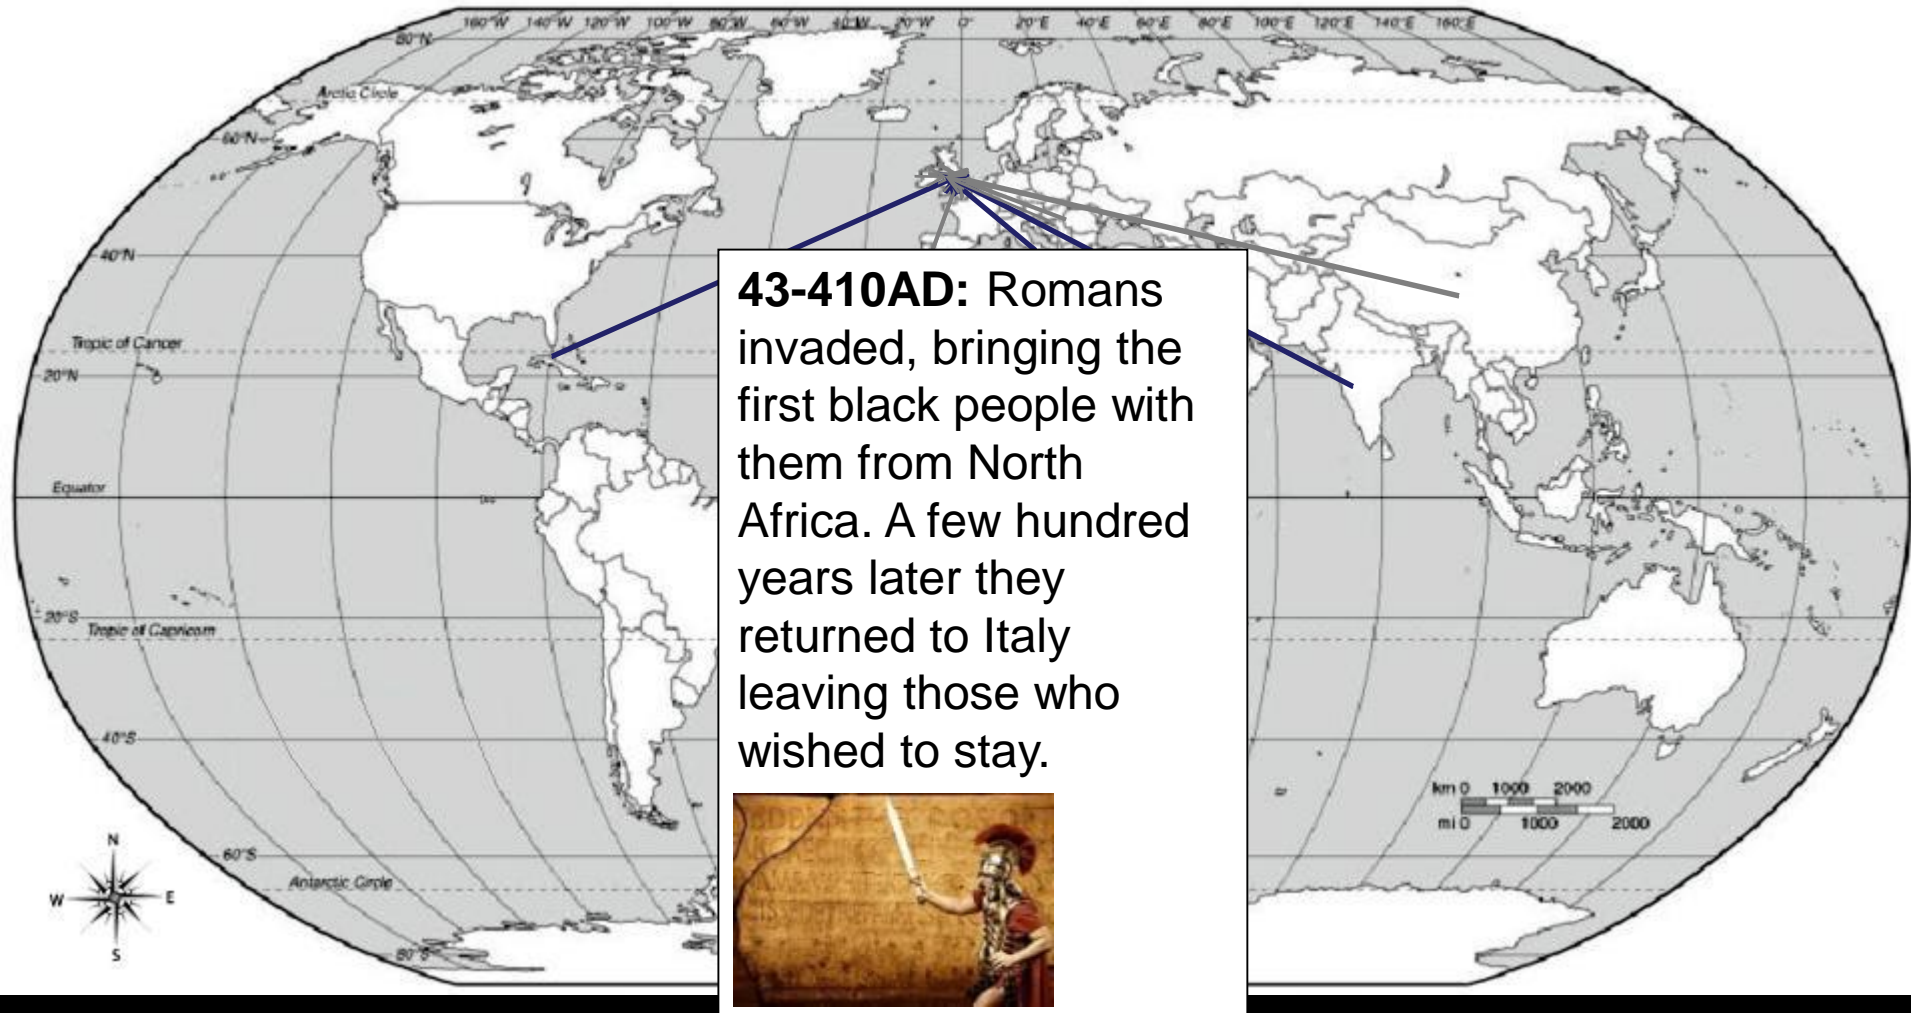 160°W 140°W 120°W 100°W 80°W 60°W 40°W 20°W 0° 20°E 40°E 60°E 80°E 100°E 120°E 140°E 160°E
80°N
Arctic Circle
60°N
40°N
Tropic of Cancer
20°N
Equator
20°S
Tropic of Capricorn
40°S
60°S
Antarctic Circle
80°S
N
W E
S
43-410AD: Romans
invaded, bringing the
first black people with
them from North
Africa. A few hundred
years later they
returned to Italy
leaving those who
wished to stay.
km 0 1000 2000
mi 0 1000 2000